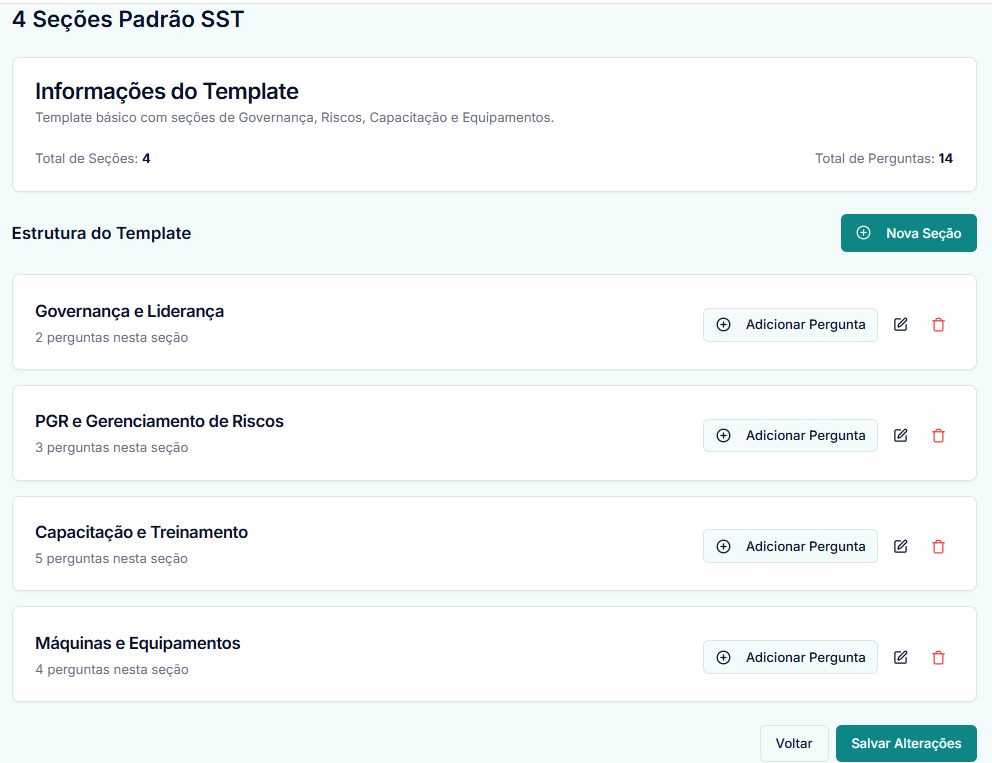 4 Seções Padrão SST
Informações do Template
Template básico com seções de Governança, Riscos, Capacitação e Equipamentos.
Total de Seções: 4
Total de Perguntas: 14
Estrutura do Template
Nova Seção
Governança e Liderança
2 perguntas nesta seção
Adicionar Pergunta
PGR e Gerenciamento de Riscos
3 perguntas nesta seção
Adicionar Pergunta
Capacitação e Treinamento
5 perguntas nesta seção
Adicionar Pergunta
Máquinas e Equipamentos
4 perguntas nesta seção
Adicionar Pergunta
Voltar
Salvar Alterações